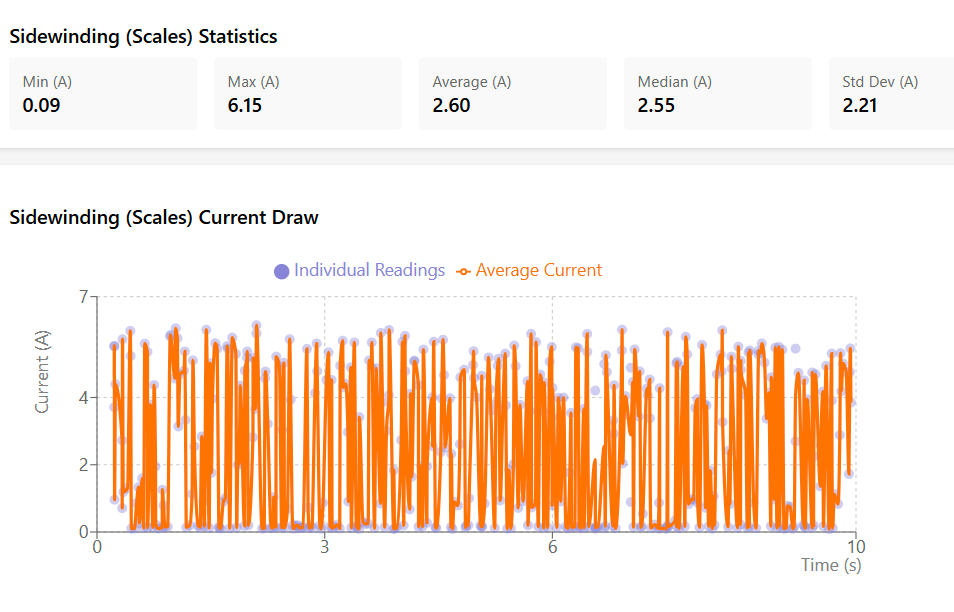 Sidewinding (Scales) Statistics
Min (A) Max (A) Average (A) Median (A) Std Dev (A)
0.09 6.15 2.60 2.55 2.21
Sidewinding (Scales) Current Draw
Individual Readings Average Current
7
4
2
0
Current (A)
0 3 6 10
Time (s)